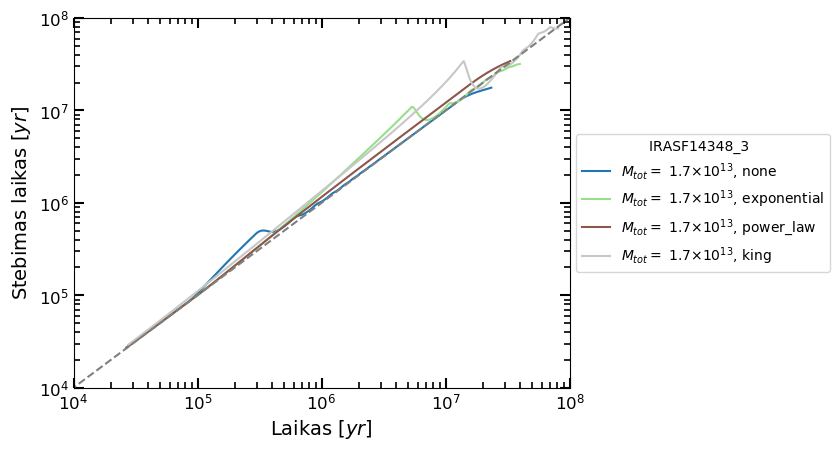 10^8
10^7
10^6
10^5
10^4
Stebimas laikas [yr]
10^4 10^5 10^6 10^7 10^8
Laikas [yr]
IRASF14348_3
M_tot = 1.7×10^13, none
M_tot = 1.7×10^13, exponential
M_tot = 1.7×10^13, power_law
M_tot = 1.7×10^13, king